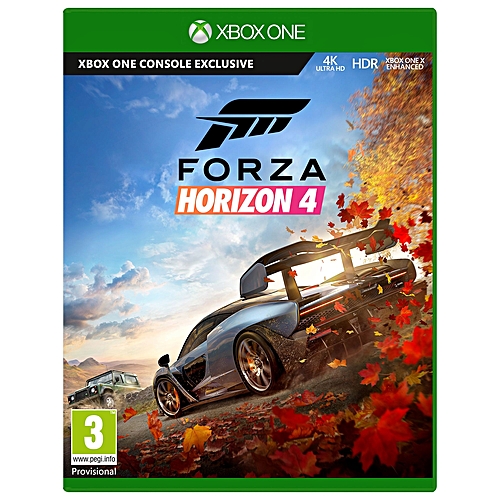 XBOX ONE
XBOX ONE CONSOLE EXCLUSIVE
4K
ULTRA HD
HDR
XBOX ONE X
ENHANCED
FORZA
HORIZON 4
3
www.pegi.info
Provisional